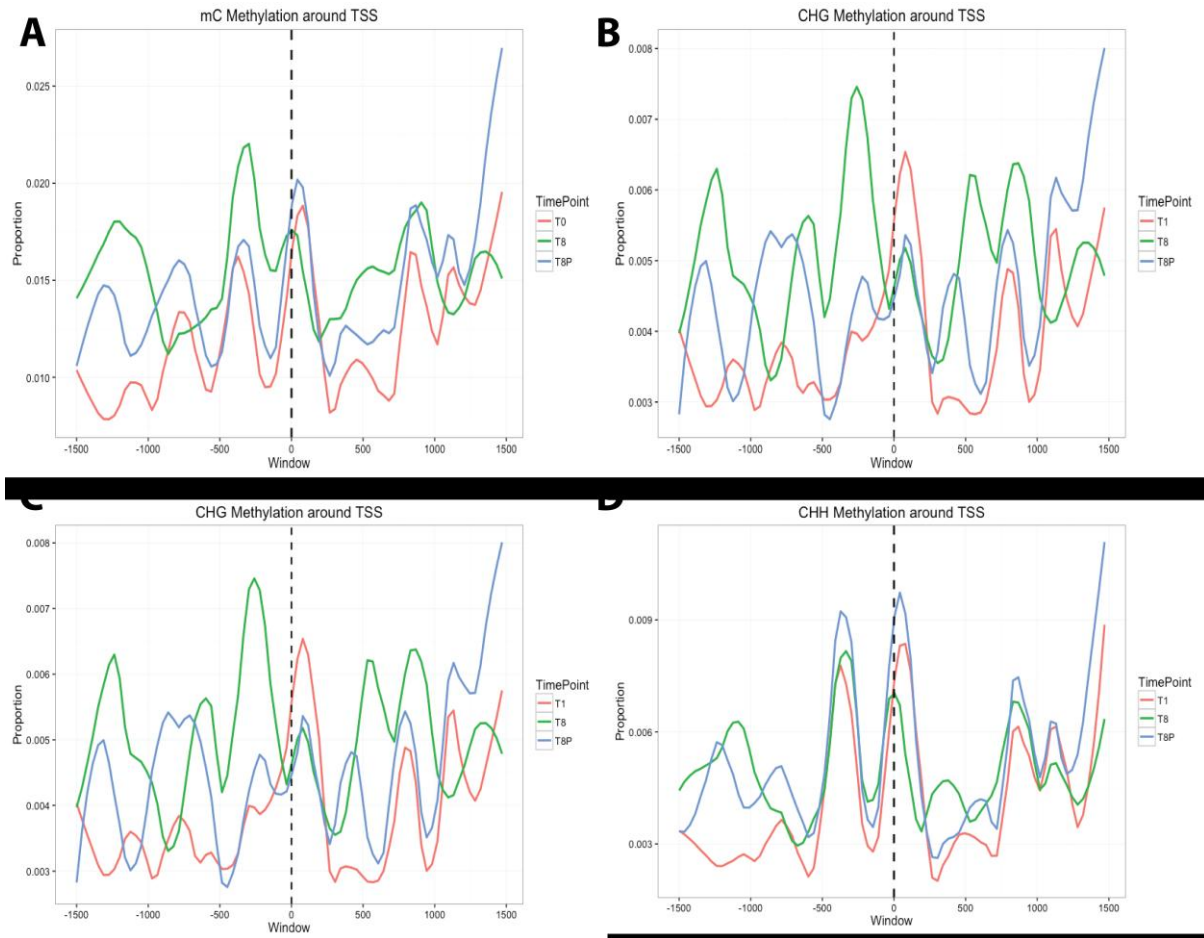 A
mC Methylation around TSS
0.025
0.020
0.015
0.010
Proportion
-1500 -1000 -500 0 500 1000 1500
Window
TimePoint
T0
T8
T8P
B
CHG Methylation around TSS
0.008
0.007
0.006
0.005
0.004
0.003
Proportion
-1500 -1000 -500 0 500 1000 1500
Window
TimePoint
T1
T8
T8P
C
CHG Methylation around TSS
0.008
0.007
0.006
0.005
0.004
0.003
Proportion
-1500 -1000 -500 0 500 1000 1500
Window
TimePoint
T1
T8
T8P
D
CHH Methylation around TSS
0.009
0.006
0.003
Proportion
-1500 -1000 -500 0 500 1000 1500
Window
TimePoint
T1
T8
T8P